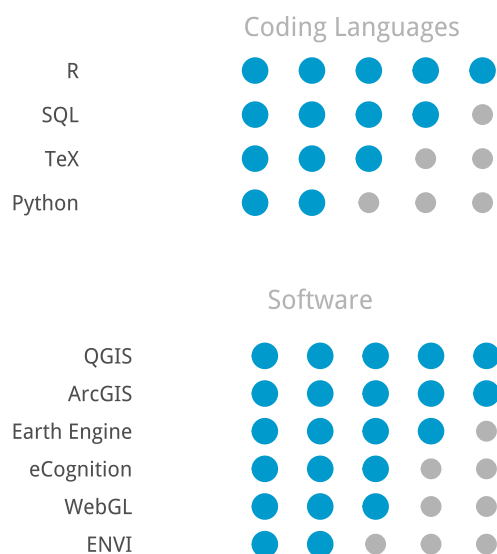 Coding Languages
R
SQL
TeX
Python
Software
QGIS
ArcGIS
Earth Engine
eCognition
WebGL
ENVI